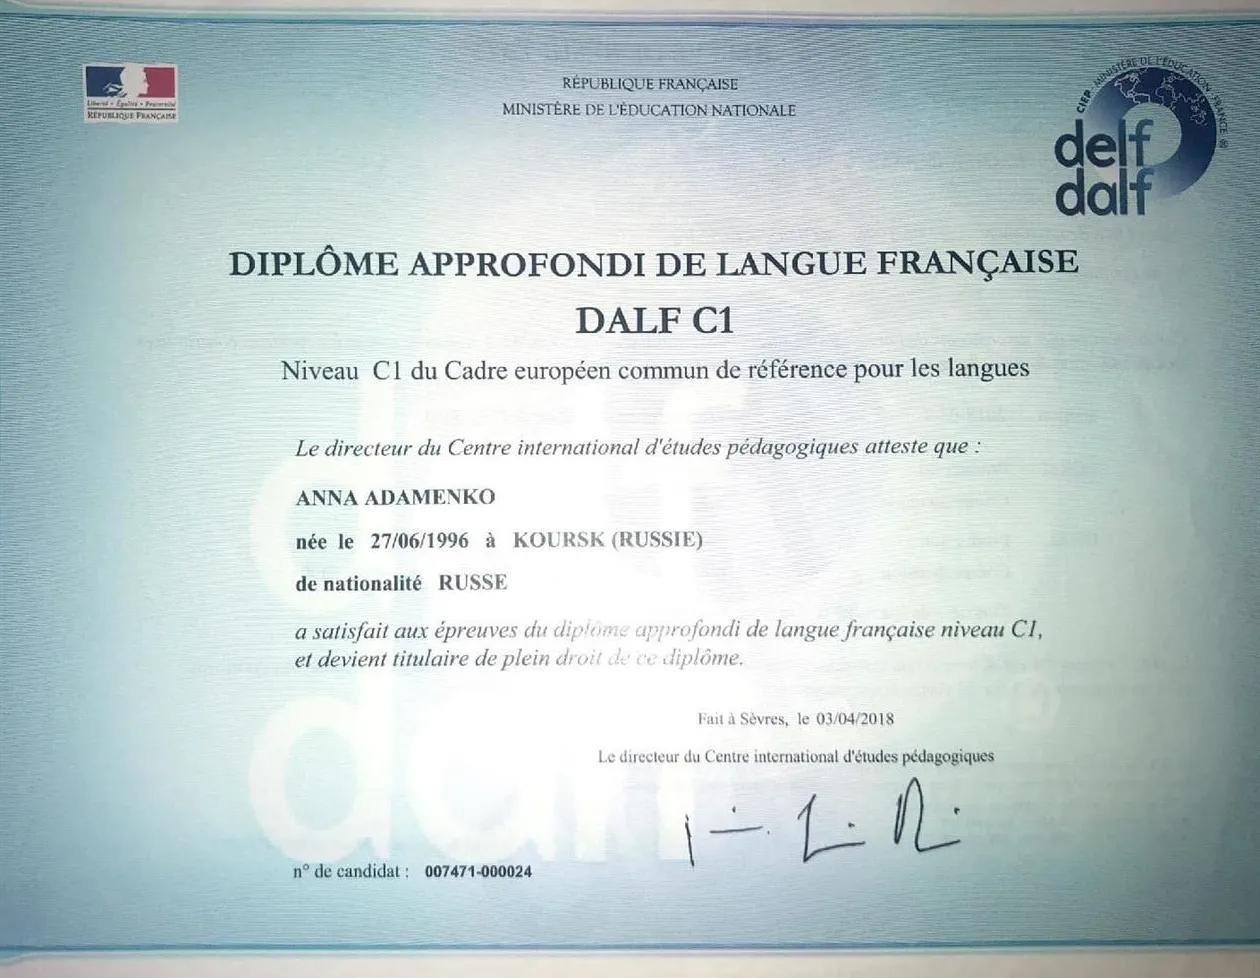 Liberté • Égalité • Fraternité
RÉPUBLIQUE FRANÇAISE
RÉPUBLIQUE FRANÇAISE
MINISTÈRE DE L'ÉDUCATION NATIONALE
CIEP - MINISTÈRE DE L'ÉDUCATION - FRANCE ®
delf
dalf
DIPLÔME APPROFONDI DE LANGUE FRANÇAISE
DALF C1
Niveau C1 du Cadre européen commun de référence pour les langues
Le directeur du Centre international d'études pédagogiques atteste que :
ANNA ADAMENKO
née le 27/06/1996 à KOURSK (RUSSIE)
de nationalité RUSSE
a satisfait aux épreuves du diplôme approfondi de langue française niveau C1,
et devient titulaire de plein droit de ce diplôme.
Fait à Sèvres, le 03/04/2018
Le directeur du Centre international d'études pédagogiques
n° de candidat : 007471-000024